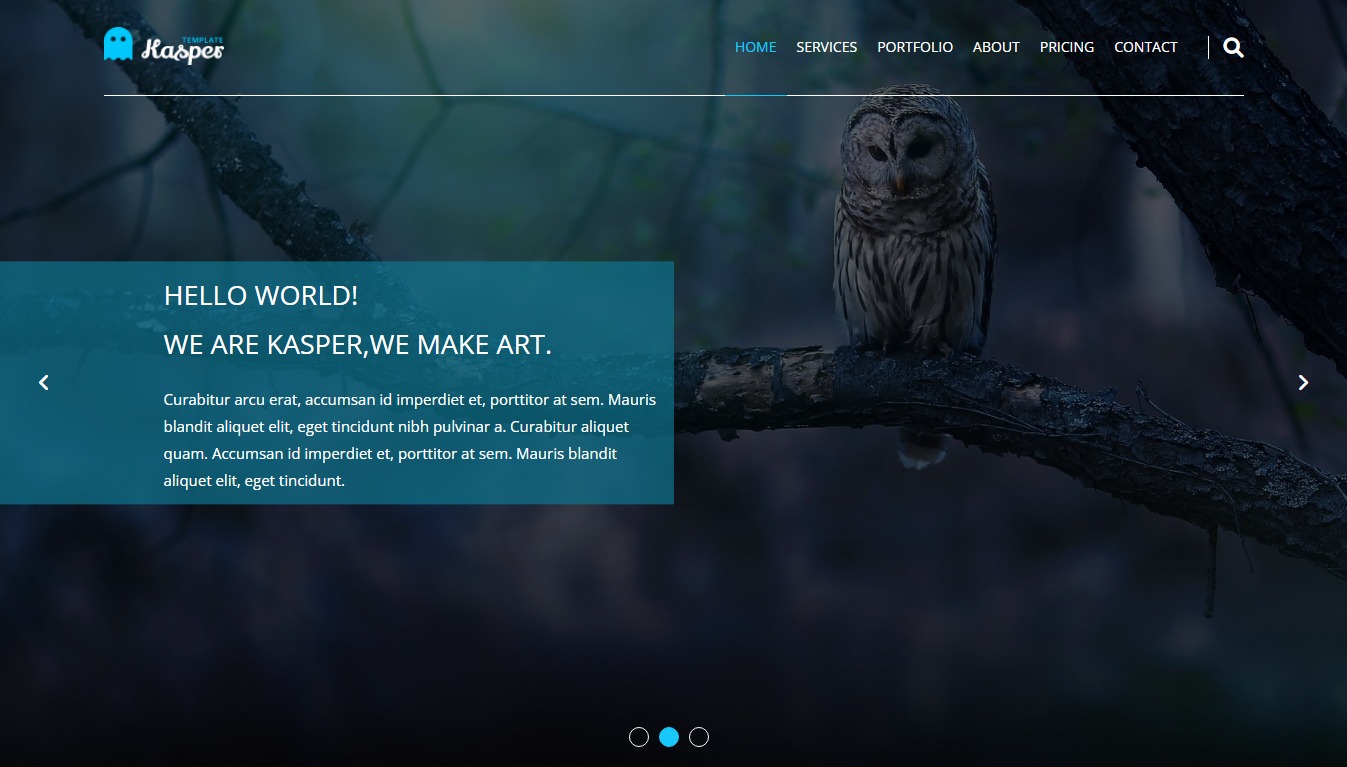 TEMPLATE
Kasper
HOME SERVICES PORTFOLIO ABOUT PRICING CONTACT
HELLO WORLD!
WE ARE KASPER,WE MAKE ART.
Curabitur arcu erat, accumsan id imperdiet et, porttitor at sem. Mauris
blandit aliquet elit, eget tincidunt nibh pulvinar a. Curabitur aliquet
quam. Accumsan id imperdiet et, porttitor at sem. Mauris blandit
aliquet elit, eget tincidunt.